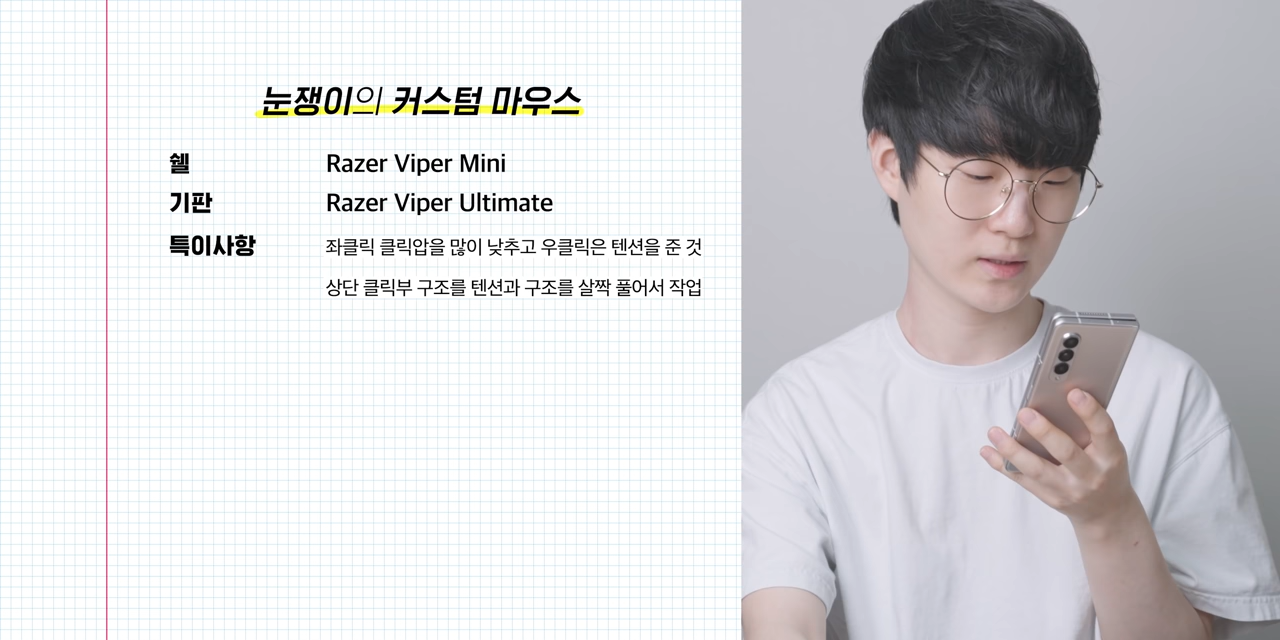 눈쟁이의 커스텀 마우스
쉘 Razer Viper Mini
기판 Razer Viper Ultimate
특이사항 좌클릭 클릭압을 많이 낮추고 우클릭은 텐션을 준 것
상단 클릭부 구조를 텐션과 구조를 살짝 풀어서 작업